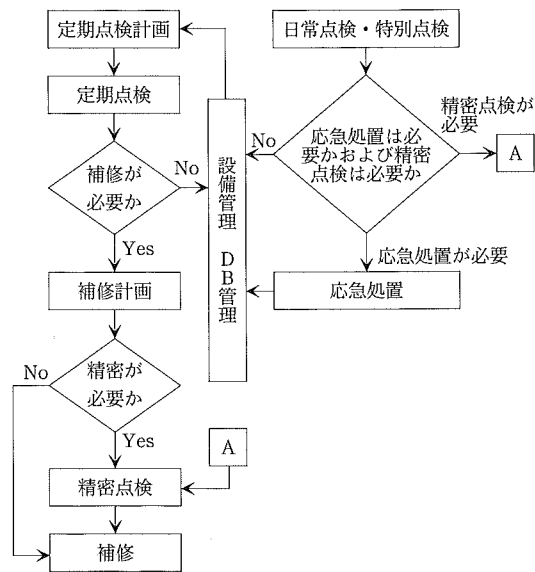 定期点検計画
定期点検
補修が
必要か
No
Yes
補修計画
精密が
必要か
No
Yes
精密点検
補修
A
設備管理 DB管理
日常点検・特別点検
応急処置は必
要かおよび精密
点検は必要か
No
精密点検が
必要
A
応急処置が必要
応急処置